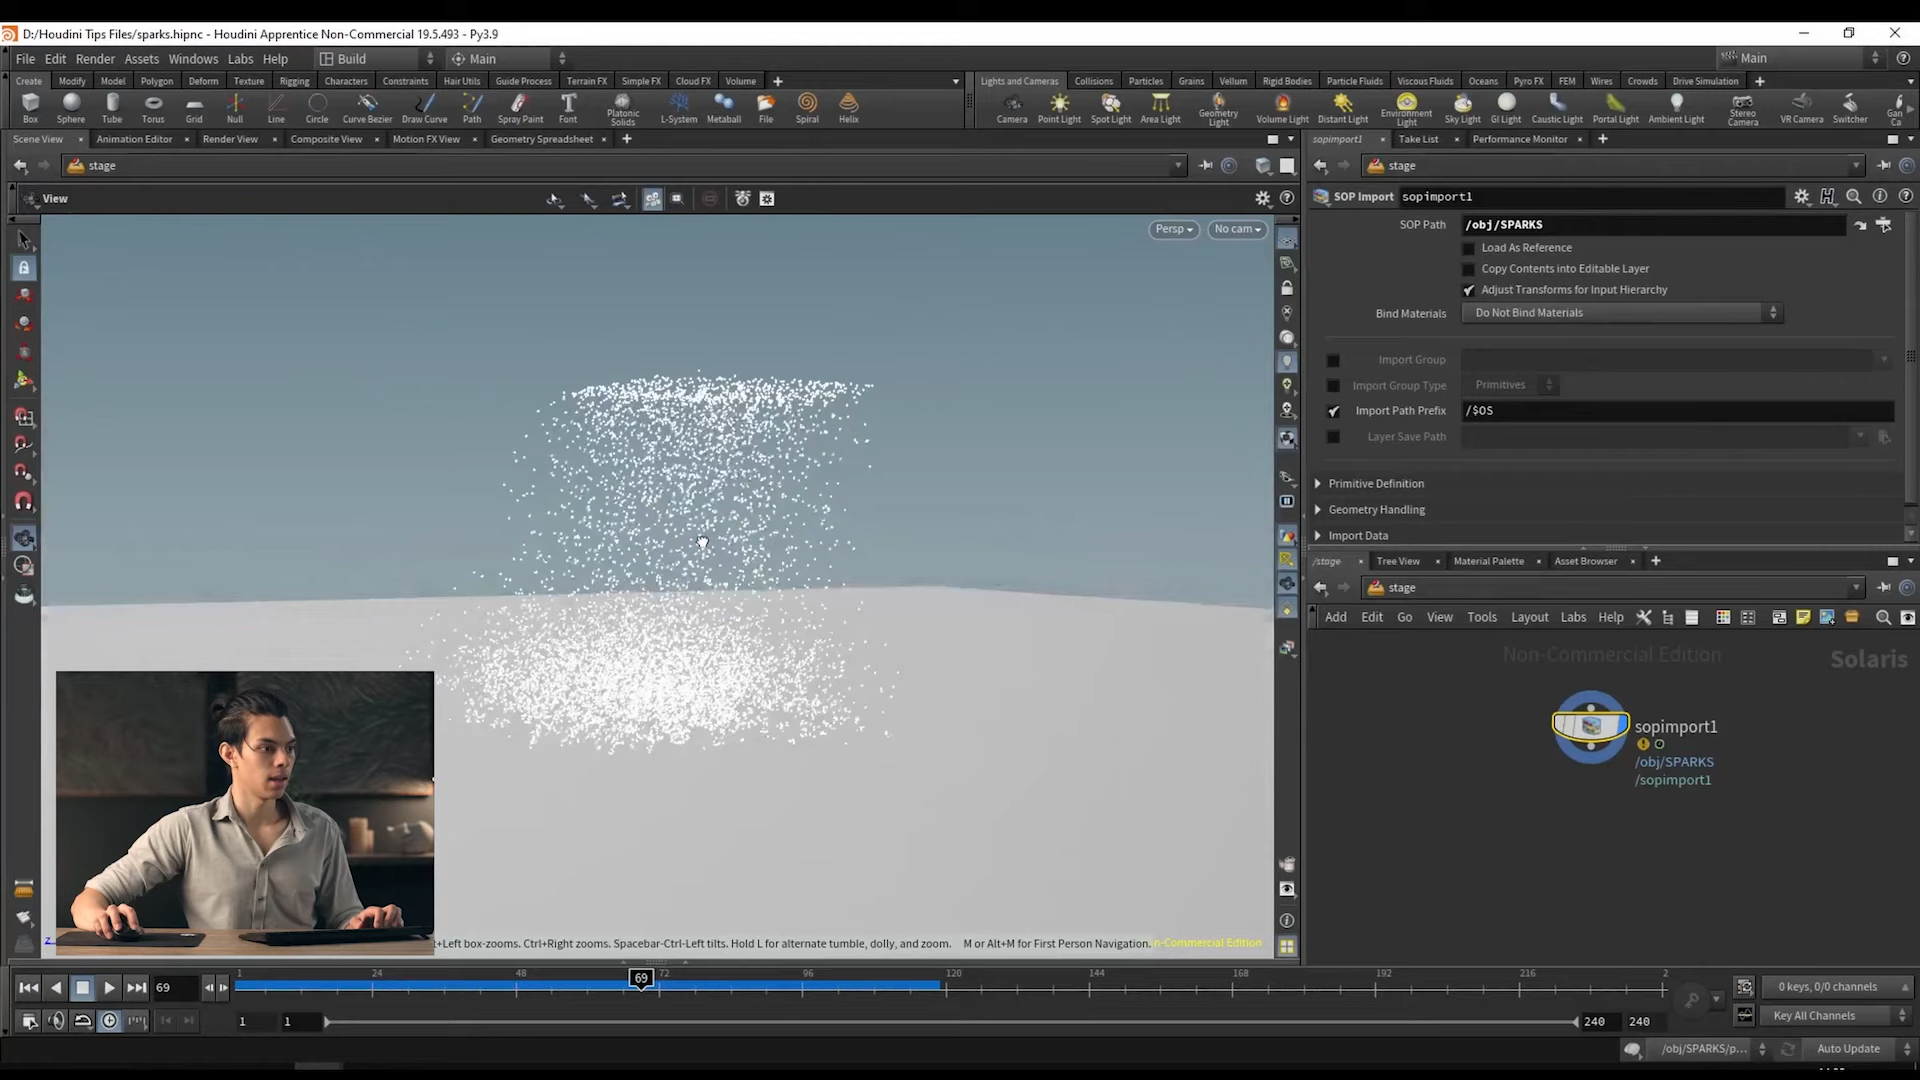 D:/Houdini Tips Files/sparks.hipnc - Houdini Apprentice Non-Commercial 19.5.493 - Py3.9
File Edit Render Assets Windows Labs Help Build Main Main
Create Modify Model Polygon Deform Texture Rigging Characters Constraints Hair Utils Guide Process Terrain FX Simple FX Cloud FX Volume
Lights and Cameras Collisions Particles Grains Vellum Rigid Bodies Particle Fluids Viscous Fluids Oceans Pyro FX FEM Wires Crowds Drive Simulation
Box Sphere Tube Torus Grid Null Line Circle Curve Bezier Draw Curve Path Spray Paint Font Platonic Solids L-System Metaball File Spiral Helix
Camera Point Light Spot Light Area Light Geometry Light Volume Light Distant Light Environment Light Sky Light GI Light Caustic Light Portal Light Ambient Light Stereo Camera VR Camera Switcher Gan Ca
Scene View Animation Editor Render View Composite View Motion FX View Geometry Spreadsheet
sopimport1 Take List Performance Monitor
stage
stage
View
Persp No cam
SOP Import sopimport1
SOP Path /obj/SPARKS
Load As Reference
Copy Contents into Editable Layer
Adjust Transforms for Input Hierarchy
Bind Materials Do Not Bind Materials
Import Group
Import Group Type Primitives
Import Path Prefix /$OS
Layer Save Path
Primitive Definition
Geometry Handling
Import Data
/stage Tree View Material Palette Asset Browser
stage
Add Edit Go View Tools Layout Labs Help
Non-Commercial Edition Solaris
sopimport1
/obj/SPARKS
/sopimport1
z
t+Left box-zooms. Ctrl+Right zooms. Spacebar-Ctrl-Left tilts. Hold L for alternate tumble, dolly, and zoom. M or Alt+M for First Person Navigation. n-Commercial Edition
69 1 24 48 69 72 96 120 144 168 192 216 2
0 keys, 0/0 channels
1 1 240 240
Key All Channels
/obj/SPARKS/p... Auto Update